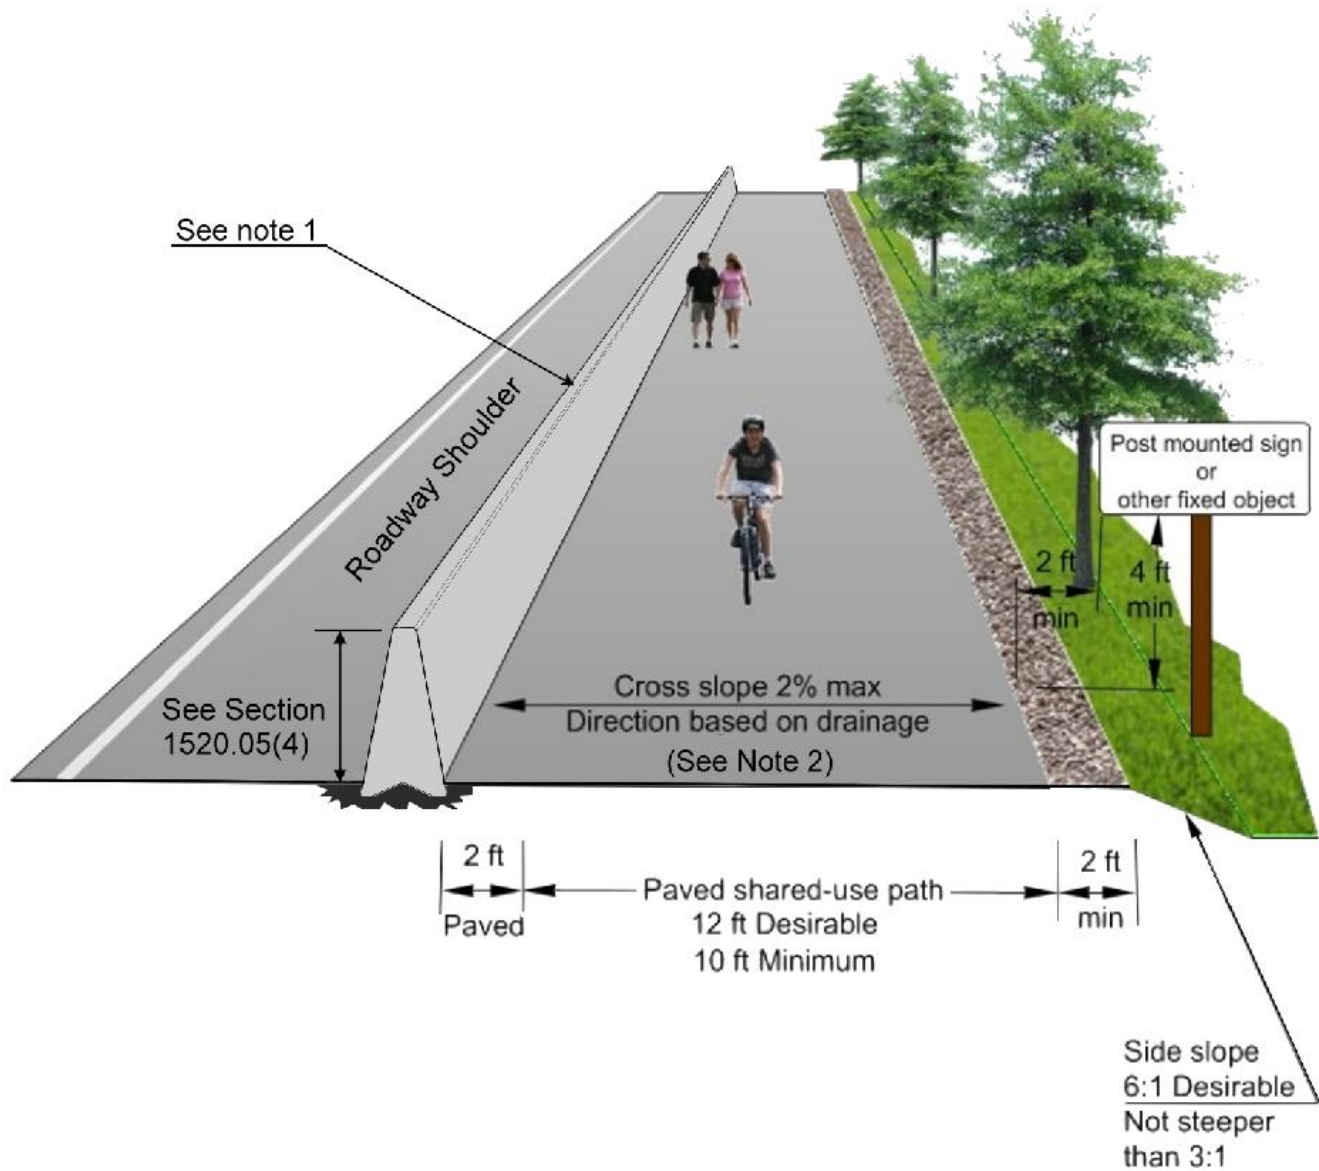 See note 1
Roadway Shoulder
Post mounted sign
or
other fixed object
2 ft
min
4 ft
min
See Section
1520.05(4)
Cross slope 2% max
Direction based on drainage
(See Note 2)
2 ft
Paved
Paved shared-use path
12 ft Desirable
10 ft Minimum
2 ft
min
Side slope
6:1 Desirable
Not steeper
than 3:1